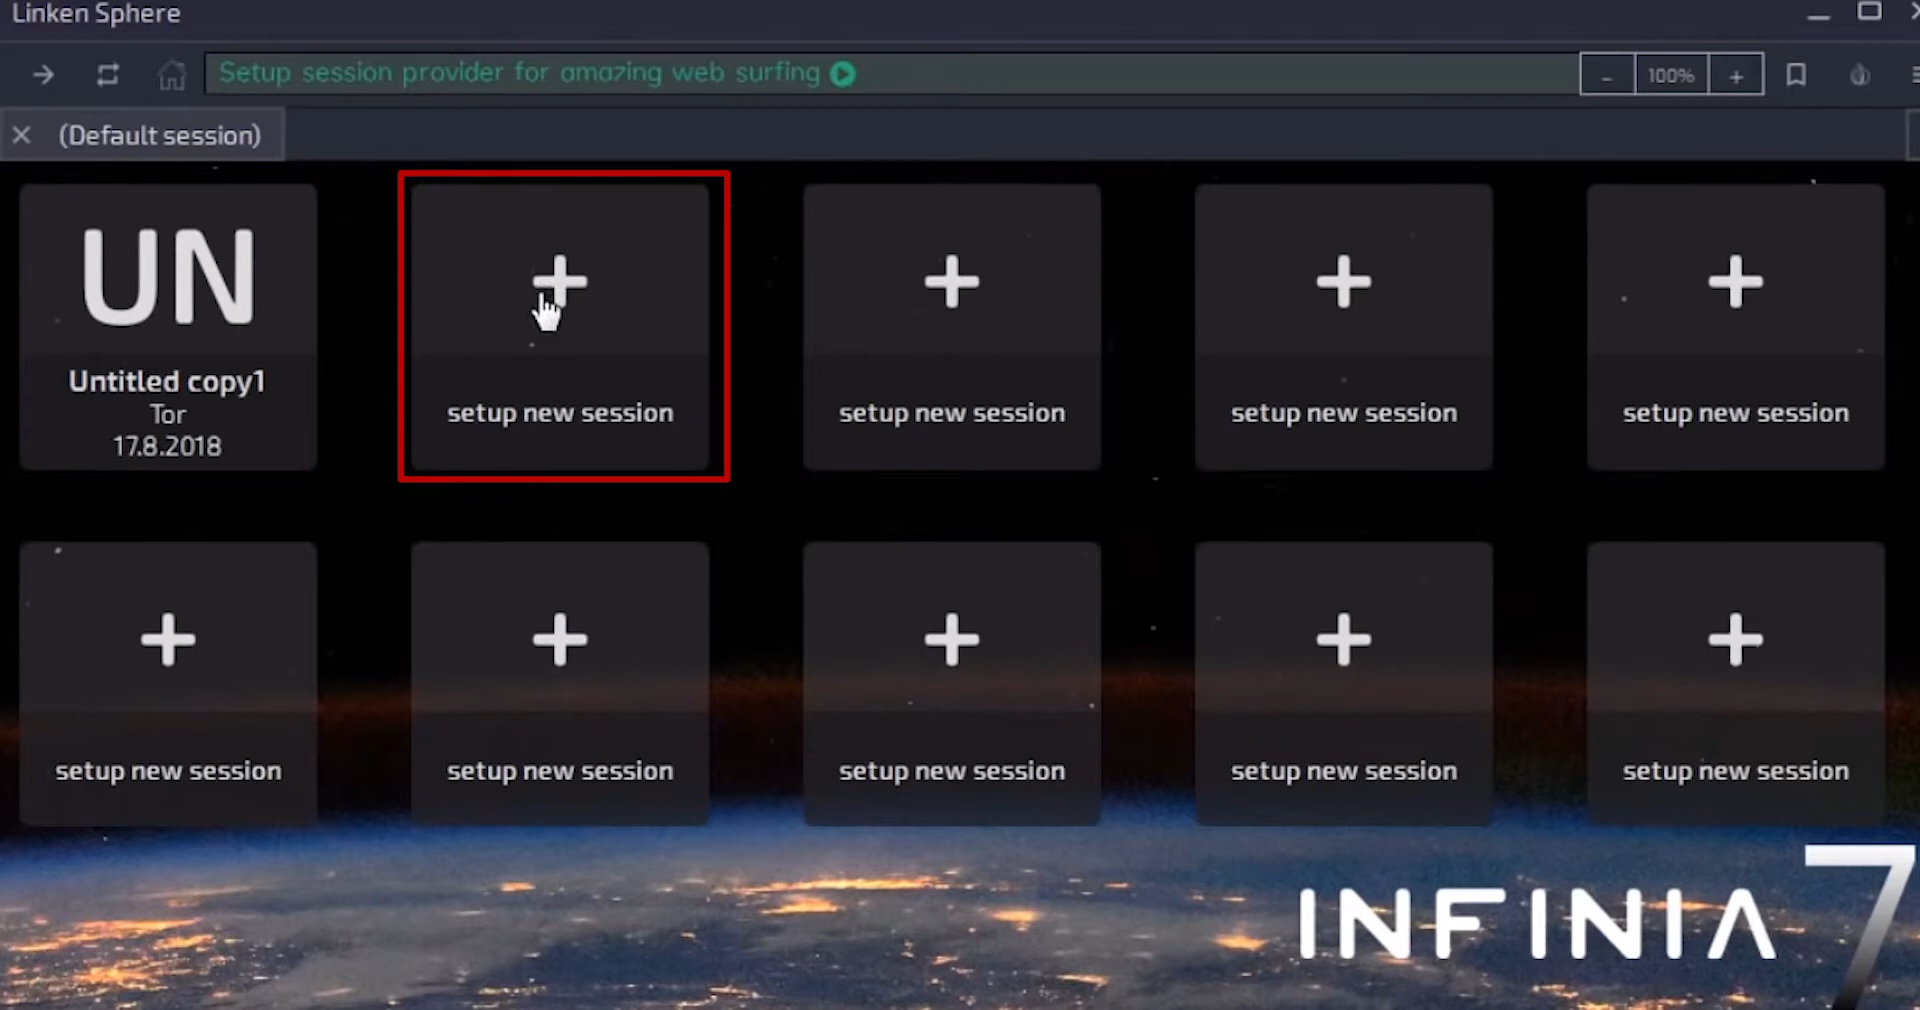 Linken Sphere
Setup session provider for amazing web surfing
100%
(Default session)
UN
Untitled copy1
Tor
17.8.2018
setup new session
setup new session
setup new session
setup new session
setup new session
setup new session
setup new session
setup new session
setup new session
INFINIA 7